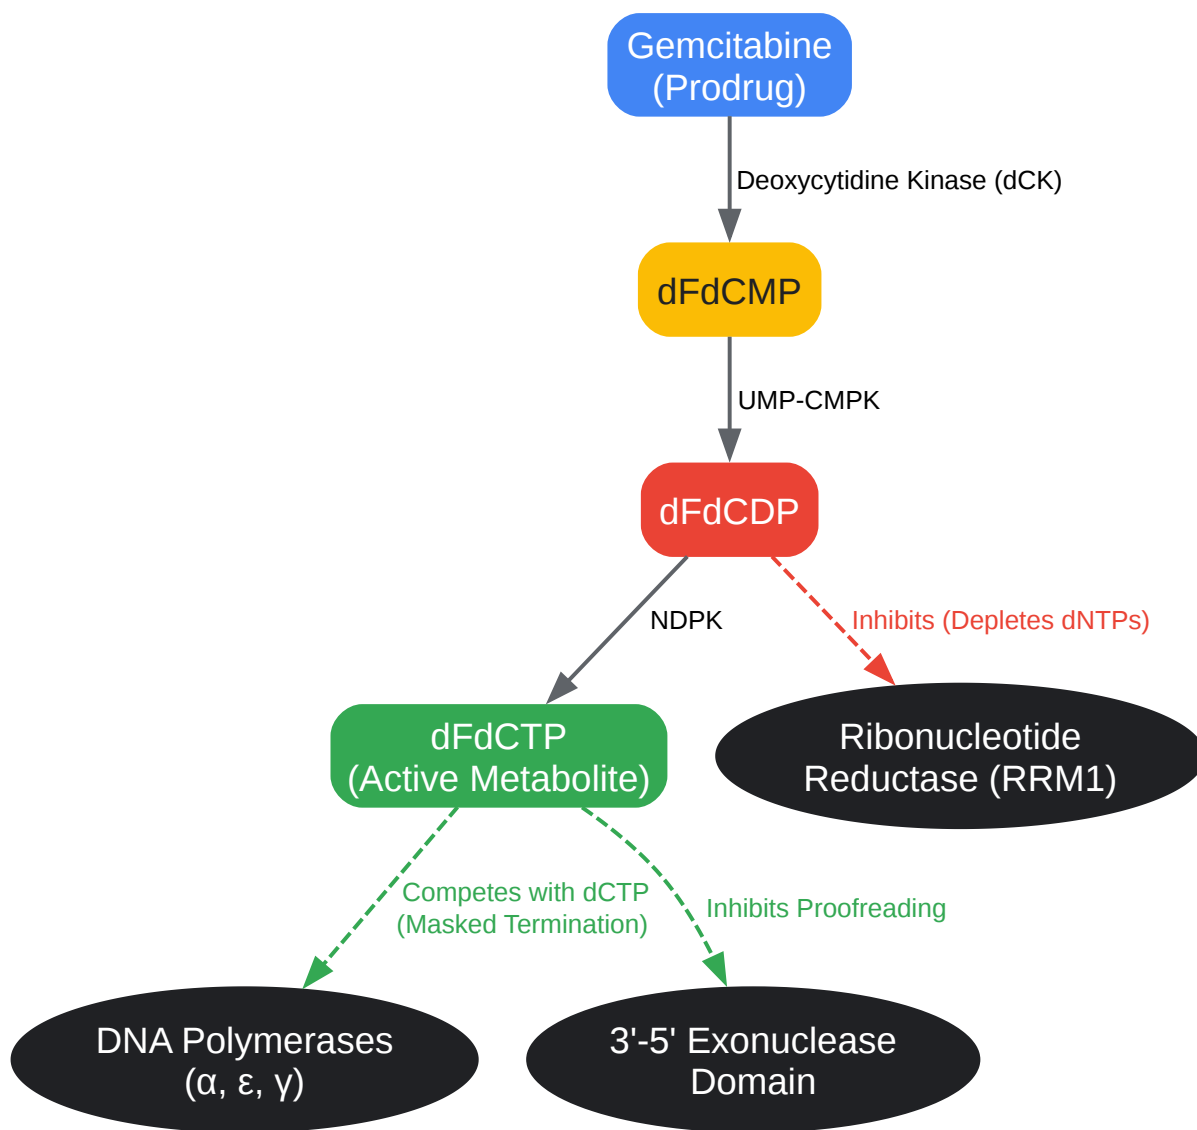 Gemcitabine
(Prodrug)
Deoxycytidine Kinase (dCK)
dFdCMP
UMP-CMPK
dFdCDP
NDPK
Inhibits (Depletes dNTPs)
dFdCTP
(Active Metabolite)
Ribonucleotide
Reductase (RRM1)
Competes with dCTP
(Masked Termination)
Inhibits Proofreading
DNA Polymerases
(α, ε, γ)
3'-5' Exonuclease
Domain